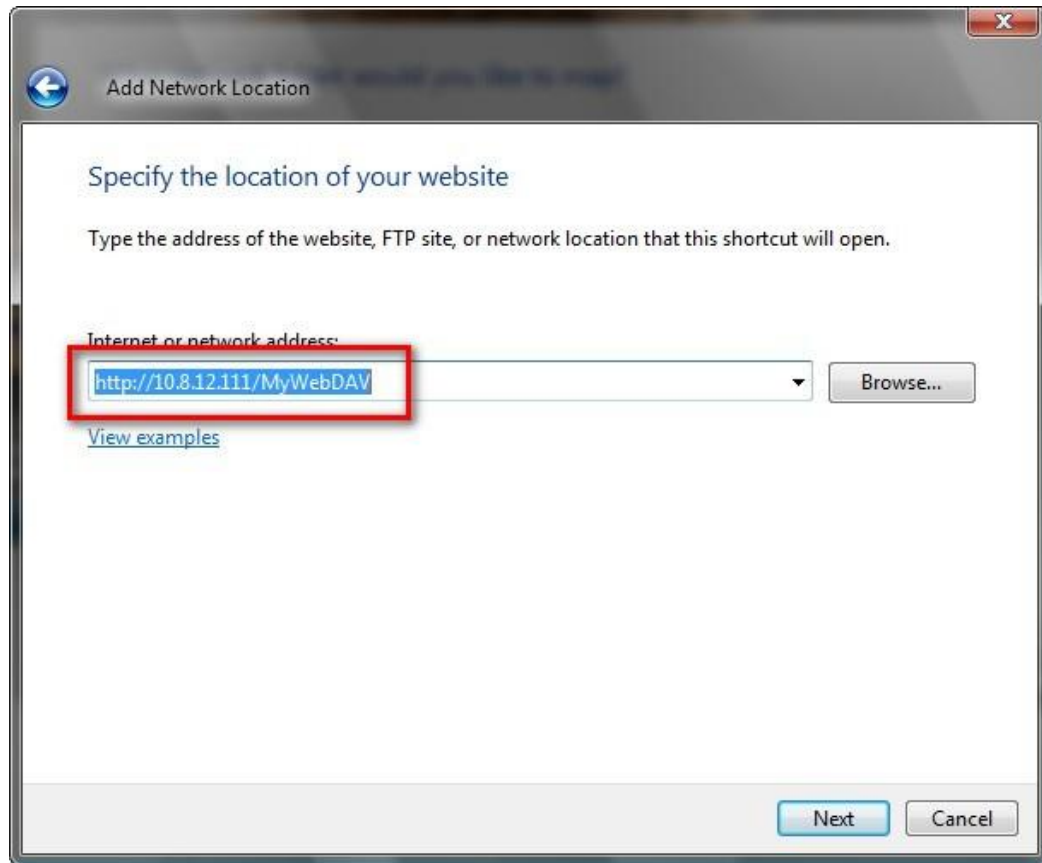 Add Network Location
Specify the location of your website
Type the address of the website, FTP site, or network location that this shortcut will open.
Internet or network address:
http://10.8.12.111/MyWebDAV
Browse...
View examples
Next
Cancel